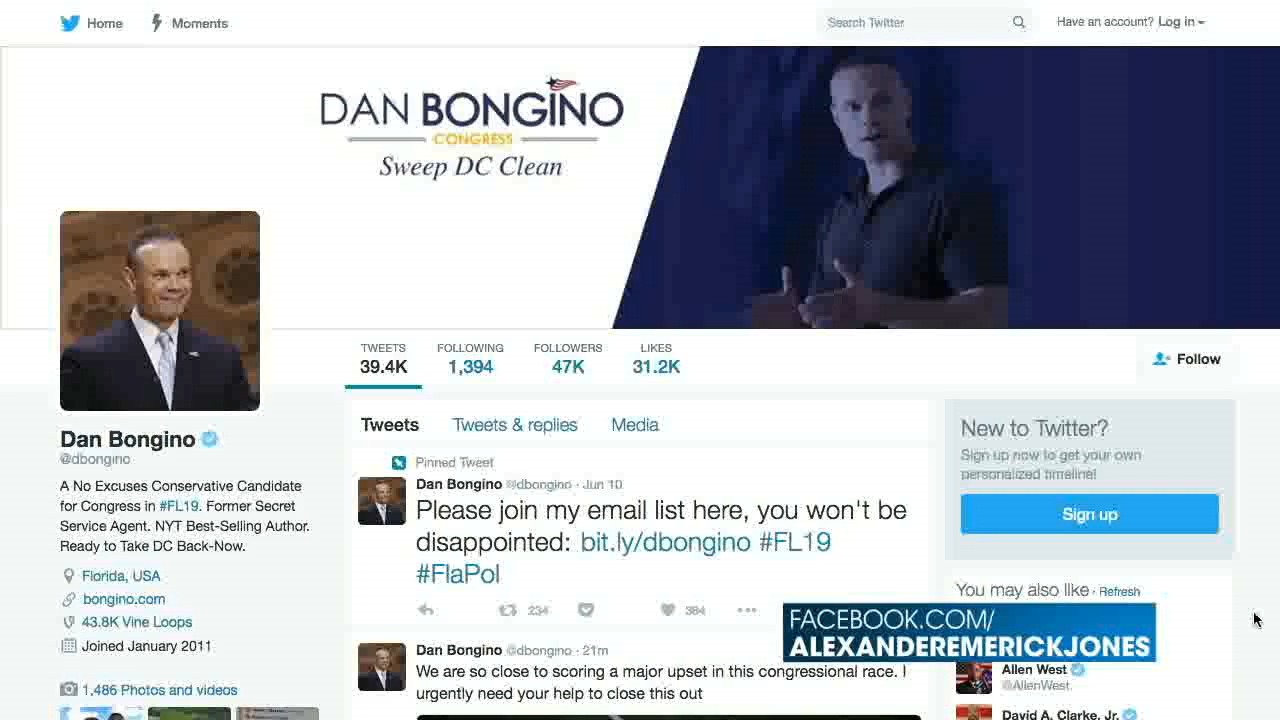 Home
Moments
Search Twitter
Have an account? Log in
DAN BONGINO
CONGRESS
Sweep DC Clean
TWEETS
39.4K
FOLLOWING
1,394
FOLLOWERS
47K
LIKES
31.2K
Follow
Dan Bongino
@dbongino
A No Excuses Conservative Candidate
for Congress in #FL19. Former Secret
Service Agent. NYT Best-Selling Author.
Ready to Take DC Back-Now.
Florida, USA
bongino.com
43.8K Vine Loops
Joined January 2011
1,486 Photos and videos
Tweets
Tweets & replies
Media
Pinned Tweet
Dan Bongino @dbongino · Jun 10
Please join my email list here, you won't be
disappointed: bit.ly/dbongino #FL19
#FlaPol
234
384
Dan Bongino @dbongino · 21m
We are so close to scoring a major upset in this congressional race. I
urgently need your help to close this out
New to Twitter?
Sign up now to get your own
personalized timeline!
Sign up
You may also like · Refresh
FACEBOOK.COM/
ALEXANDEREMERICKJONES
Allen West
@AllenWest
David A. Clarke, Jr.